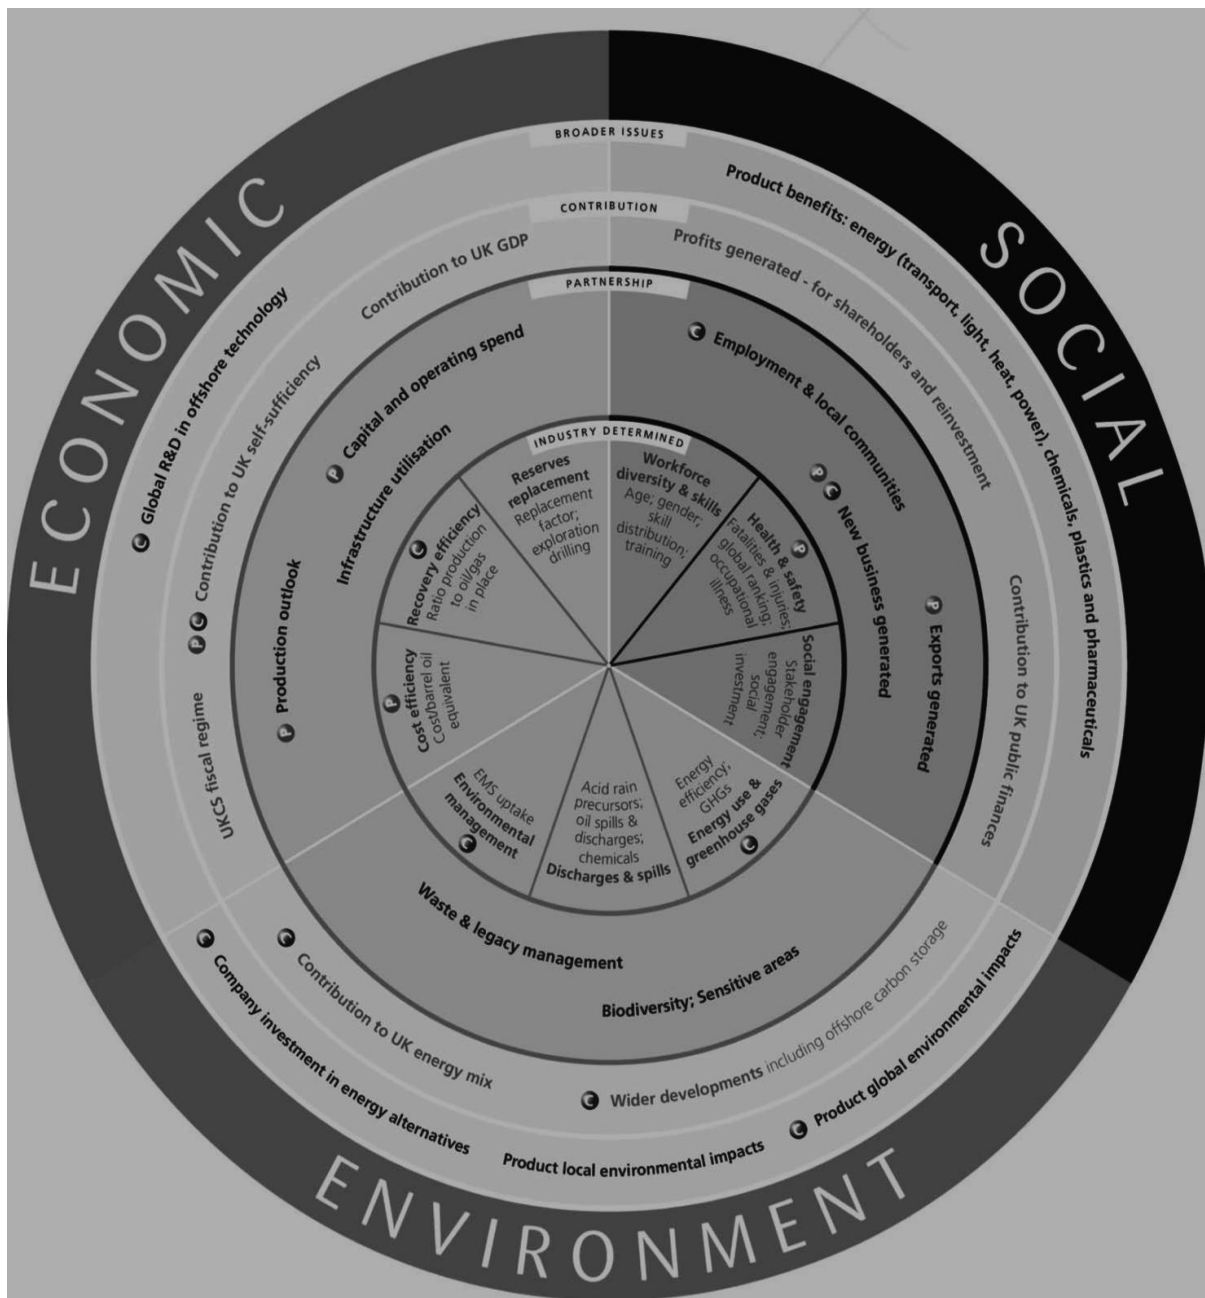 ECONOMIC
SOCIAL
ENVIRONMENT
BROADER ISSUES
Global R&D in offshore technology
C
Product benefits: energy (transport, light, heat, power), chemicals, plastics and pharmaceuticals
C
Company investment in energy alternatives
Product local environmental impacts
C
Product global environmental impacts
CONTRIBUTION
Contribution to UK GDP
P C
Contribution to UK self-sufficiency
UKCS fiscal regime
Profits generated - for shareholders and reinvestment
Contribution to UK public finances
C
Contribution to UK energy mix
C
Wider developments including offshore carbon storage
PARTNERSHIP
P
Capital and operating spend
Infrastructure utilisation
P
Production outlook
C
Employment & local communities
P C
New business generated
P
Exports generated
Waste & legacy management
Biodiversity; Sensitive areas
INDUSTRY DETERMINED
Reserves
replacement
Replacement
factor;
exploration
drilling
Workforce
diversity & skills
Age; gender;
skill
distribution;
training
P
Health & safety
Fatalities & injuries;
global ranking;
occupational
illness
Social engagement
Stakeholder
engagement;
social
investment
Energy
efficiency;
GHGs
Energy use &
greenhouse gases
C
Acid rain
precursors;
oil spills &
discharges;
chemicals
Discharges & spills
EMS uptake
Environmental
management
C
P
Cost efficiency
Cost/barrel oil
equivalent
C
Recovery efficiency
Ratio production
to oil/gas
in place